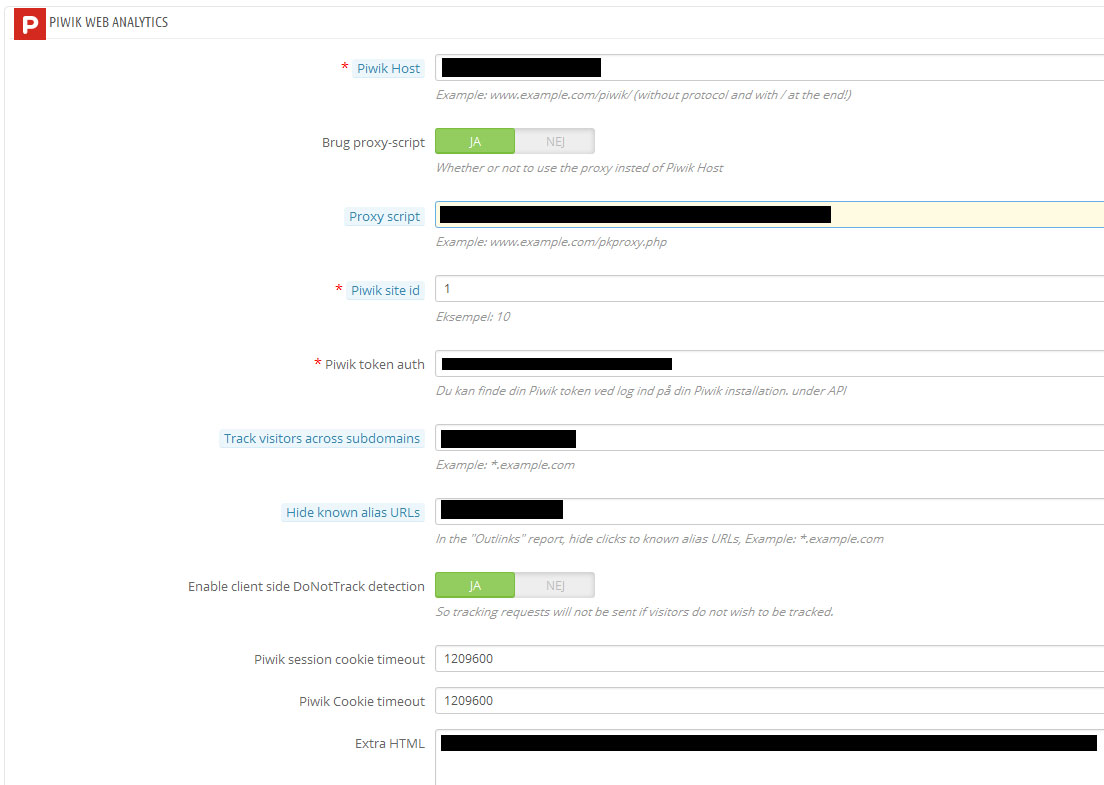 P PIWIK WEB ANALYTICS
* Piwik Host
Example: www.example.com/piwik/ (without protocol and with / at the end!)
Brug proxy-script JA NEJ
Whether or not to use the proxy insted of Piwik Host
Proxy script
Example: www.example.com/pkproxy.php
* Piwik site id 1
Eksempel: 10
* Piwik token auth
Du kan finde din Piwik token ved log ind på din Piwik installation. under API
Track visitors across subdomains
Example: *.example.com
Hide known alias URLs
In the "Outlinks" report, hide clicks to known alias URLs, Example: *.example.com
Enable client side DoNotTrack detection JA NEJ
So tracking requests will not be sent if visitors do not wish to be tracked.
Piwik session cookie timeout 1209600
Piwik Cookie timeout 1209600
Extra HTML